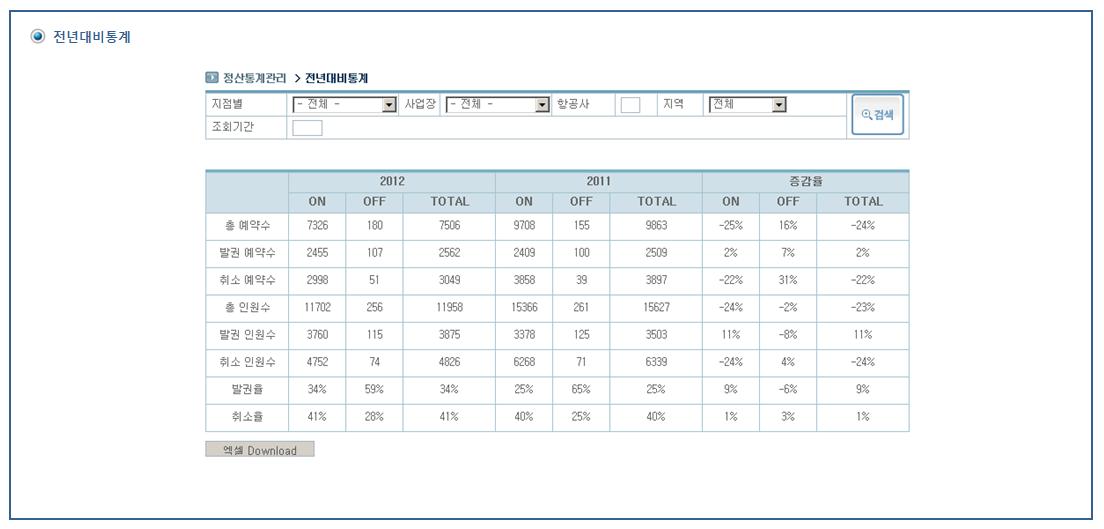 전년대비통계
정산통계관리 > 전년대비통계
지점별 - 전체 - 사업장 - 전체 - 항공사 지역 전체 검색
조회기간
2012 2011 증감율
ON OFF TOTAL ON OFF TOTAL ON OFF TOTAL
총 예약수 7326 180 7506 9708 155 9863 -25% 16% -24%
발권 예약수 2455 107 2562 2409 100 2509 2% 7% 2%
취소 예약수 2998 51 3049 3858 39 3897 -22% 31% -22%
총 인원수 11702 256 11958 15366 261 15627 -24% -2% -23%
발권 인원수 3760 115 3875 3378 125 3503 11% -8% 11%
취소 인원수 4752 74 4826 6268 71 6339 -24% 4% -24%
발권율 34% 59% 34% 25% 65% 25% 9% -6% 9%
취소율 41% 28% 41% 40% 25% 40% 1% 3% 1%
엑셀 Download